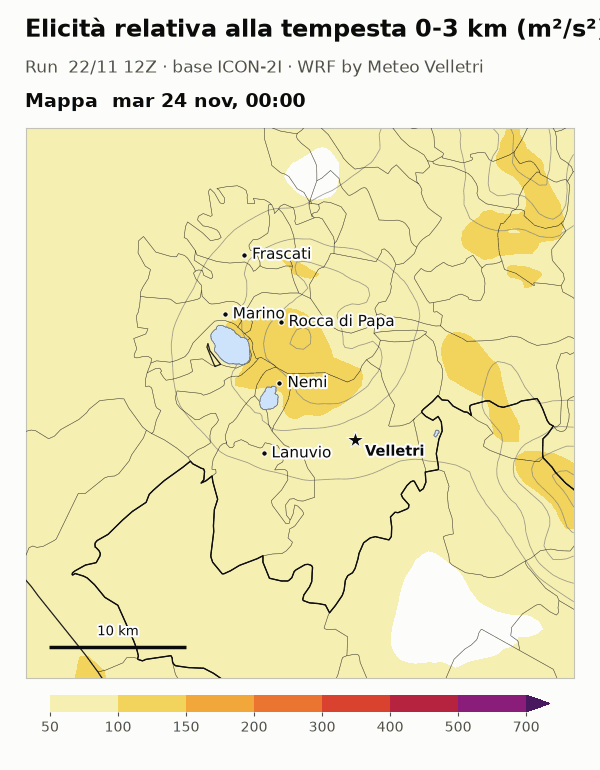 Elicità relativa alla tempesta 0-3 km (m²/s²)
Run  22/11 12Z · base ICON-2I · WRF by Meteo Velletri
Mappa  mar 24 nov, 00:00
Frascati
Marino
Rocca di Papa
Nemi
Lanuvio
Velletri
10 km
50 100 150 200 300 400 500 700